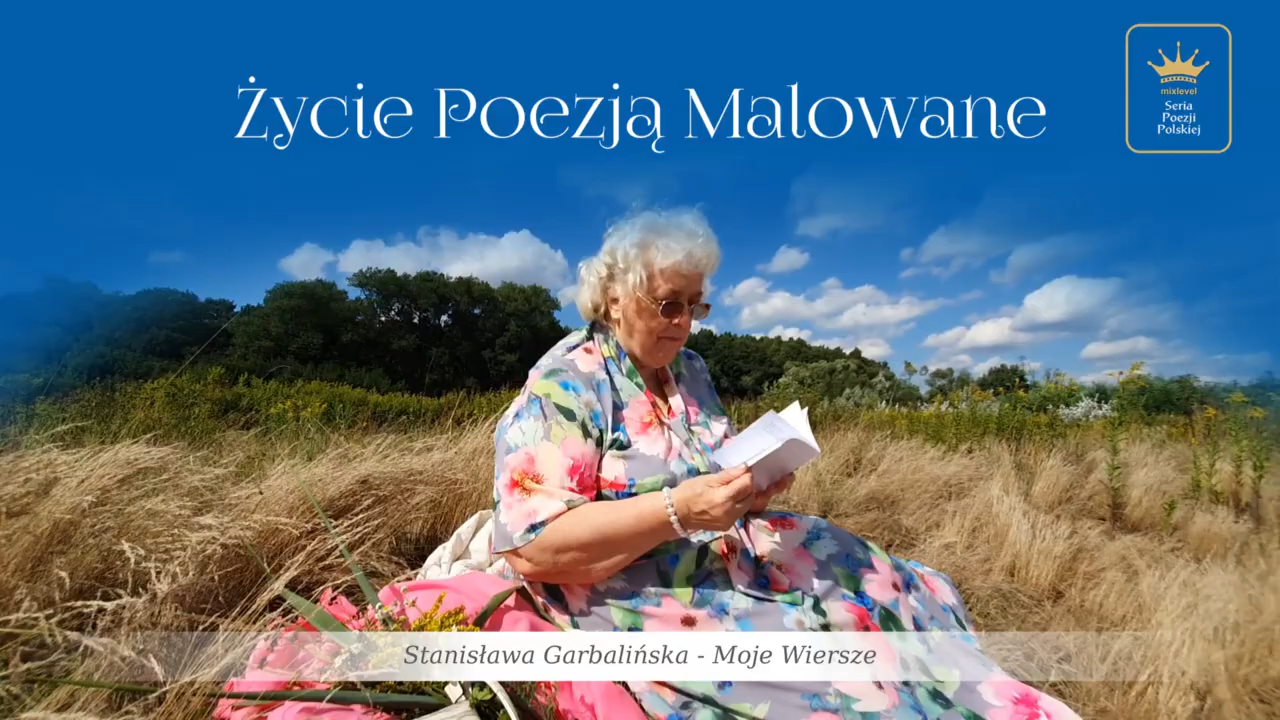 Życie Poezją Malowane
mixlevel
Seria
Poezji
Polskiej
Stanisława Garbalińska - Moje Wiersze